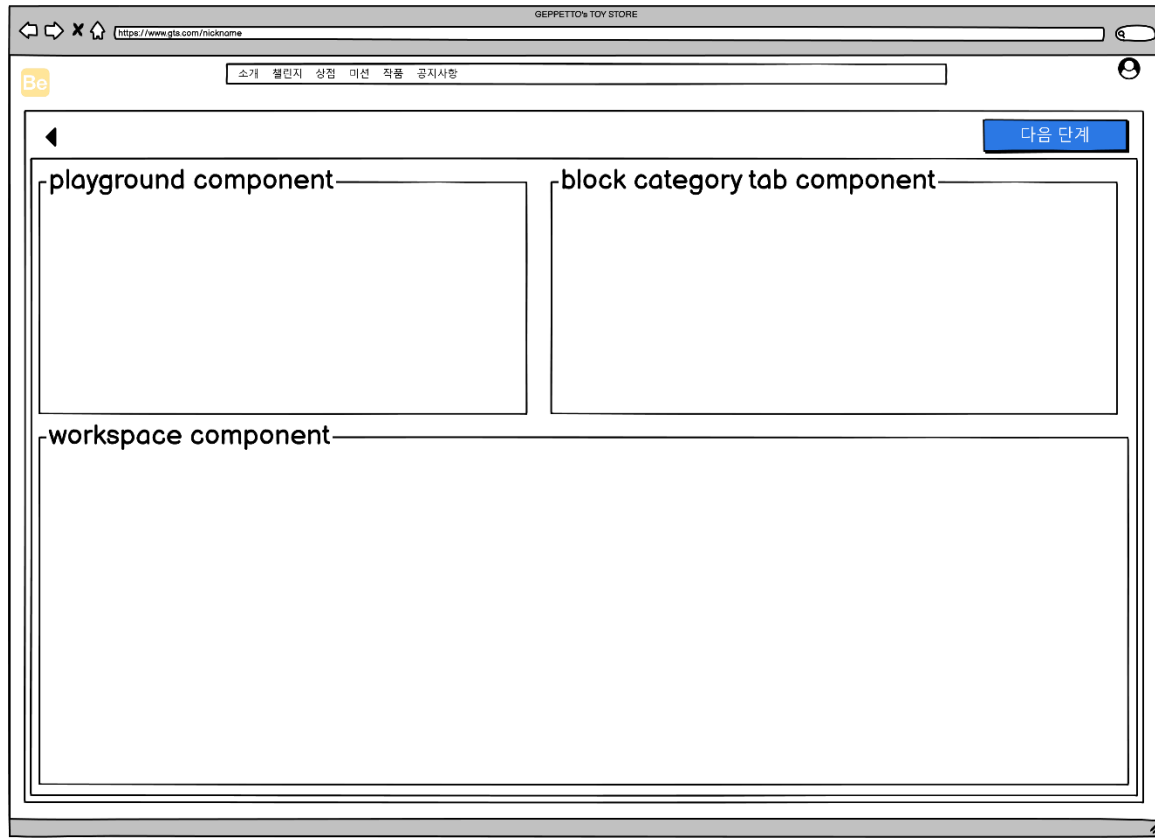 GEPPETTO's TOY STORE
https://www.gts.com/nickname
Be
소개 챌린지 상점 미션 작품 공지사항
다음 단계
playground component
block category tab component
workspace component